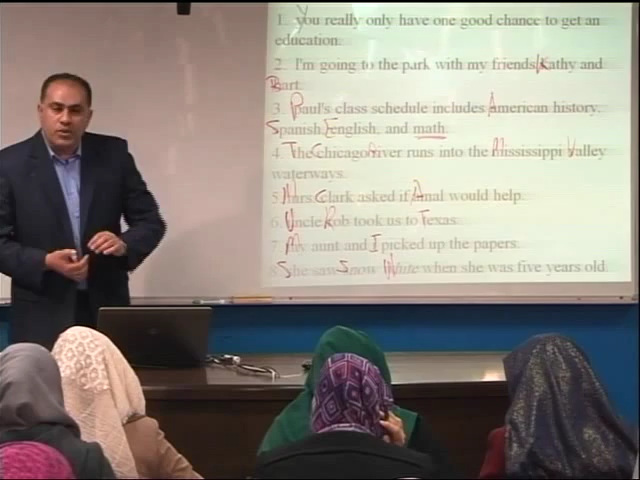 1. You really only have one good chance to get an
education.
2. I'm going to the park with my friends Kathy and
Bart.
3. Paul's class schedule includes American history,
Spanish, English, and math.
4. The Chicago River runs into the Mississippi Valley
waterways.
5. Mrs Clark asked if Amal would help.
6. Uncle Rob took us to Texas.
7. My aunt and I picked up the papers.
8. She saw Snow White when she was five years old.